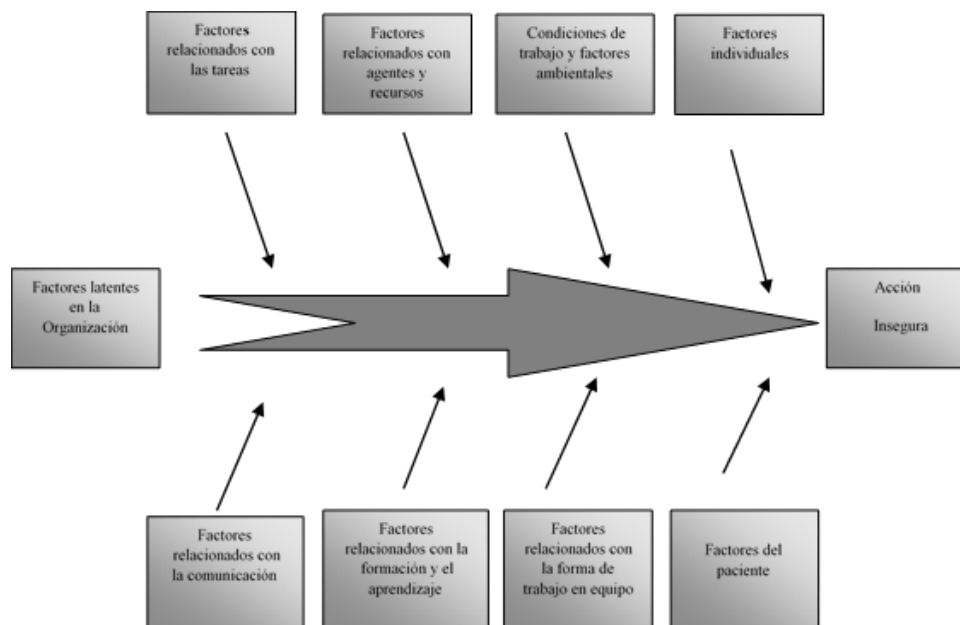 Factores
relacionados con
las tareas
Factores
relacionados con
agentes y
recursos
Condiciones de
trabajo y factores
ambientales
Factores
individuales
Factores latentes
en la
Organización
Acción
Insegura
Factores
relacionados con
la comunicación
Factores
relacionados con la
formación y el
aprendizaje
Factores
relacionados con
la forma de
trabajo en equipo
Factores del
paciente